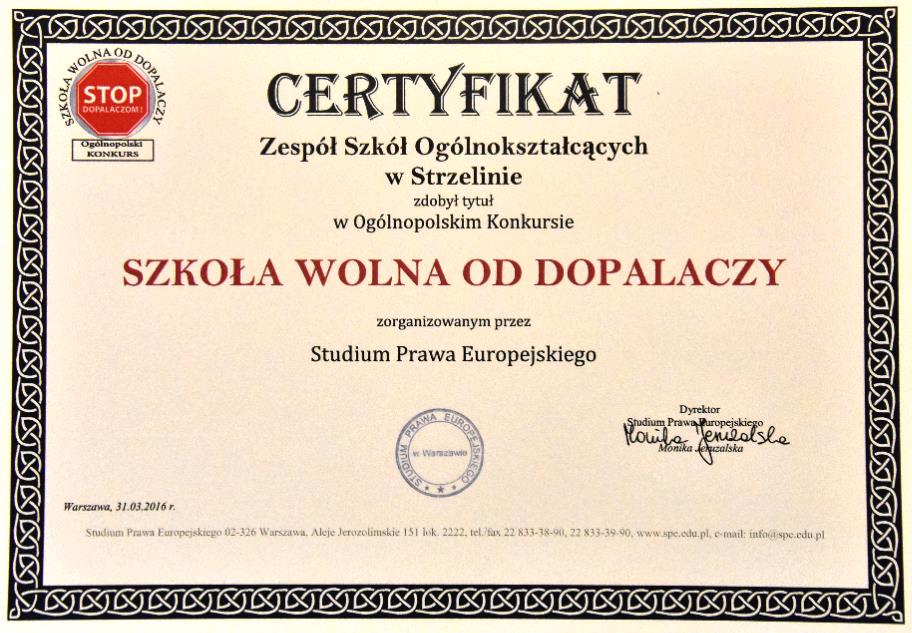 SZKOŁA WOLNA OD DOPALACZY
STOP
DOPALACZOM!
Ogólnopolski
KONKURS
CERTYFIKAT
Zespół Szkół Ogólnokształcących
w Strzelinie
zdobył tytuł
w Ogólnopolskim Konkursie
SZKOŁA WOLNA OD DOPALACZY
zorganizowanym przez
Studium Prawa Europejskiego
STUDIUM PRAWA EUROPEJSKIEGO
w Warszawie
Dyrektor
Studium Prawa Europejskiego
Monika Jeruzalska
Monika Jeruzalska
Warszawa, 31.03.2016 r.
Studium Prawa Europejskiego 02-326 Warszawa, Aleje Jerozolimskie 151 lok. 2222, tel./fax 22 833-38-90, 22 833-39-90, www.spe.edu.pl, e-mail: info@spe.edu.pl